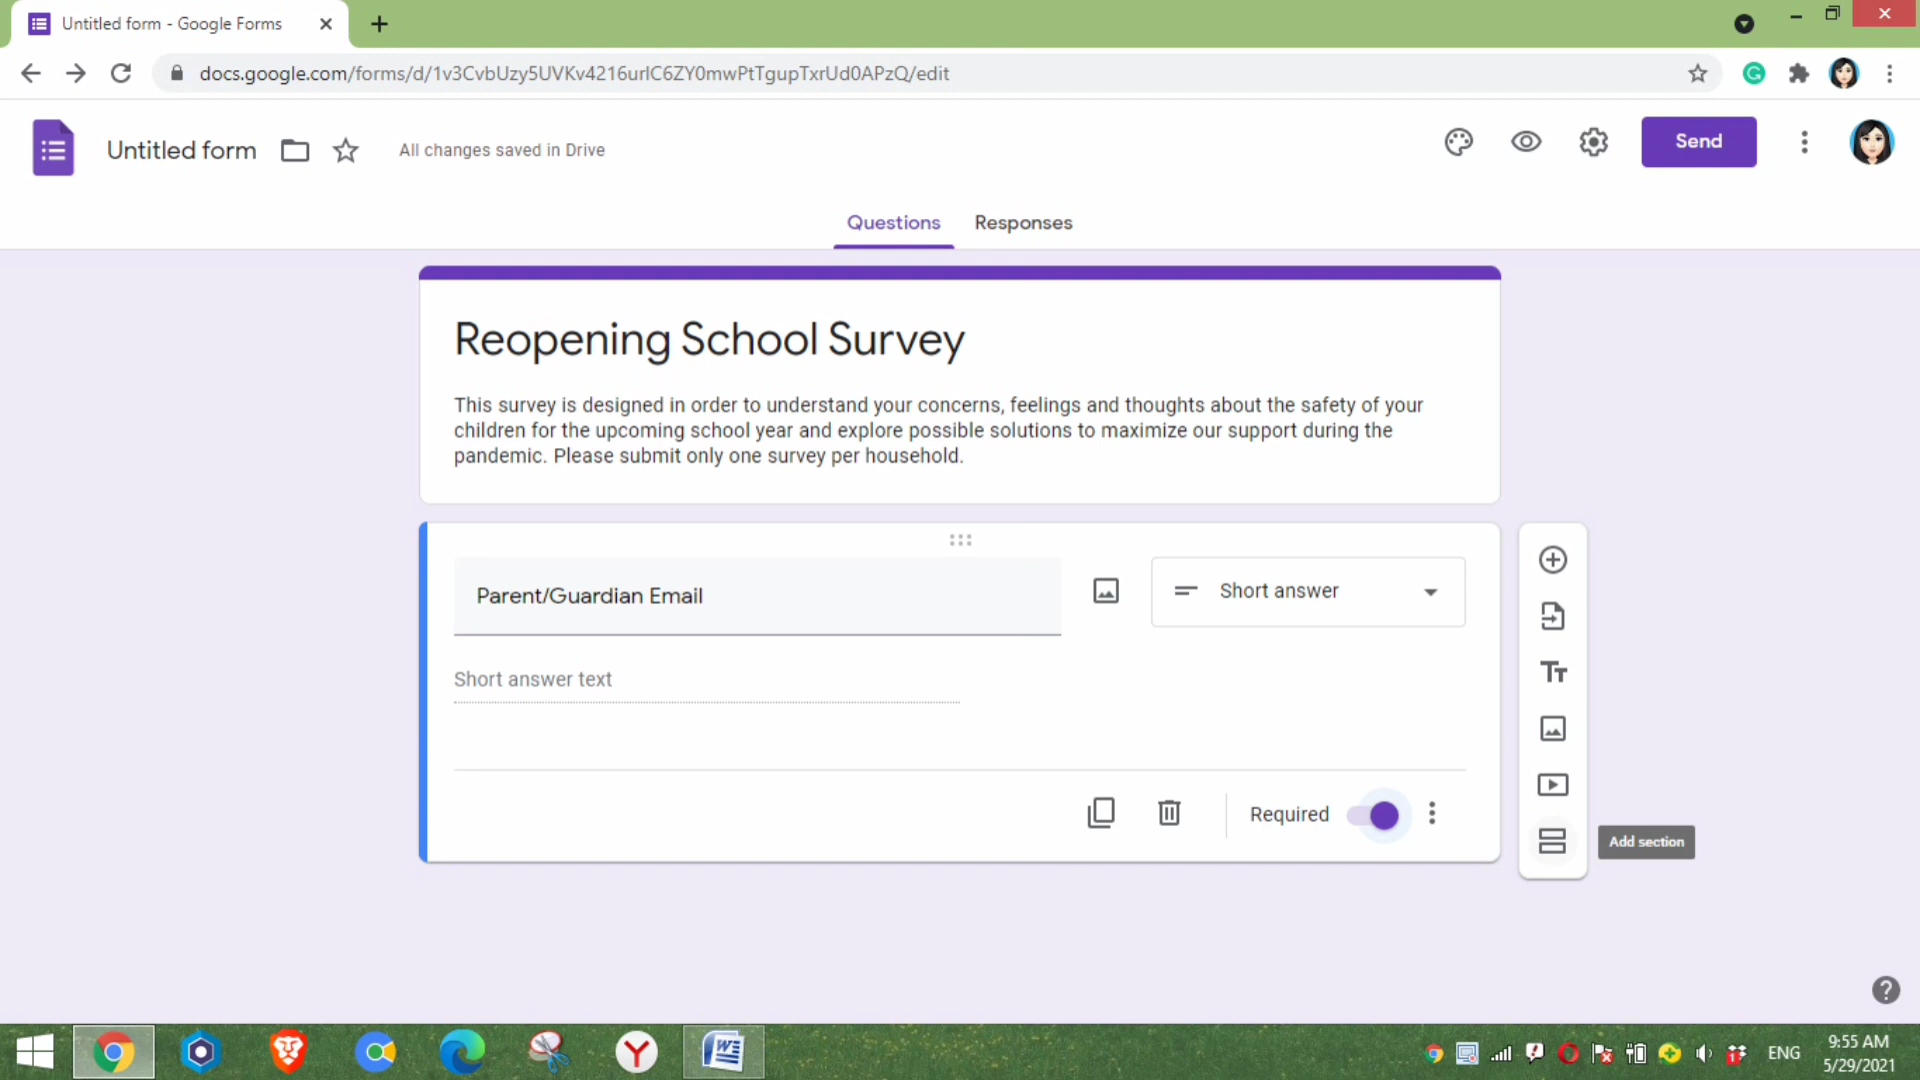 Untitled form - Google Forms
docs.google.com/forms/d/1v3CvbUzy5UVKv4216urlC6ZY0mwPtTgupTxrUd0APzQ/edit
Untitled form
All changes saved in Drive
Send
Questions
Responses
Reopening School Survey
This survey is designed in order to understand your concerns, feelings and thoughts about the safety of your
children for the upcoming school year and explore possible solutions to maximize our support during the
pandemic. Please submit only one survey per household.
Parent/Guardian Email
Short answer
Short answer text
Required
Add section
ENG
9:55 AM
5/29/2021